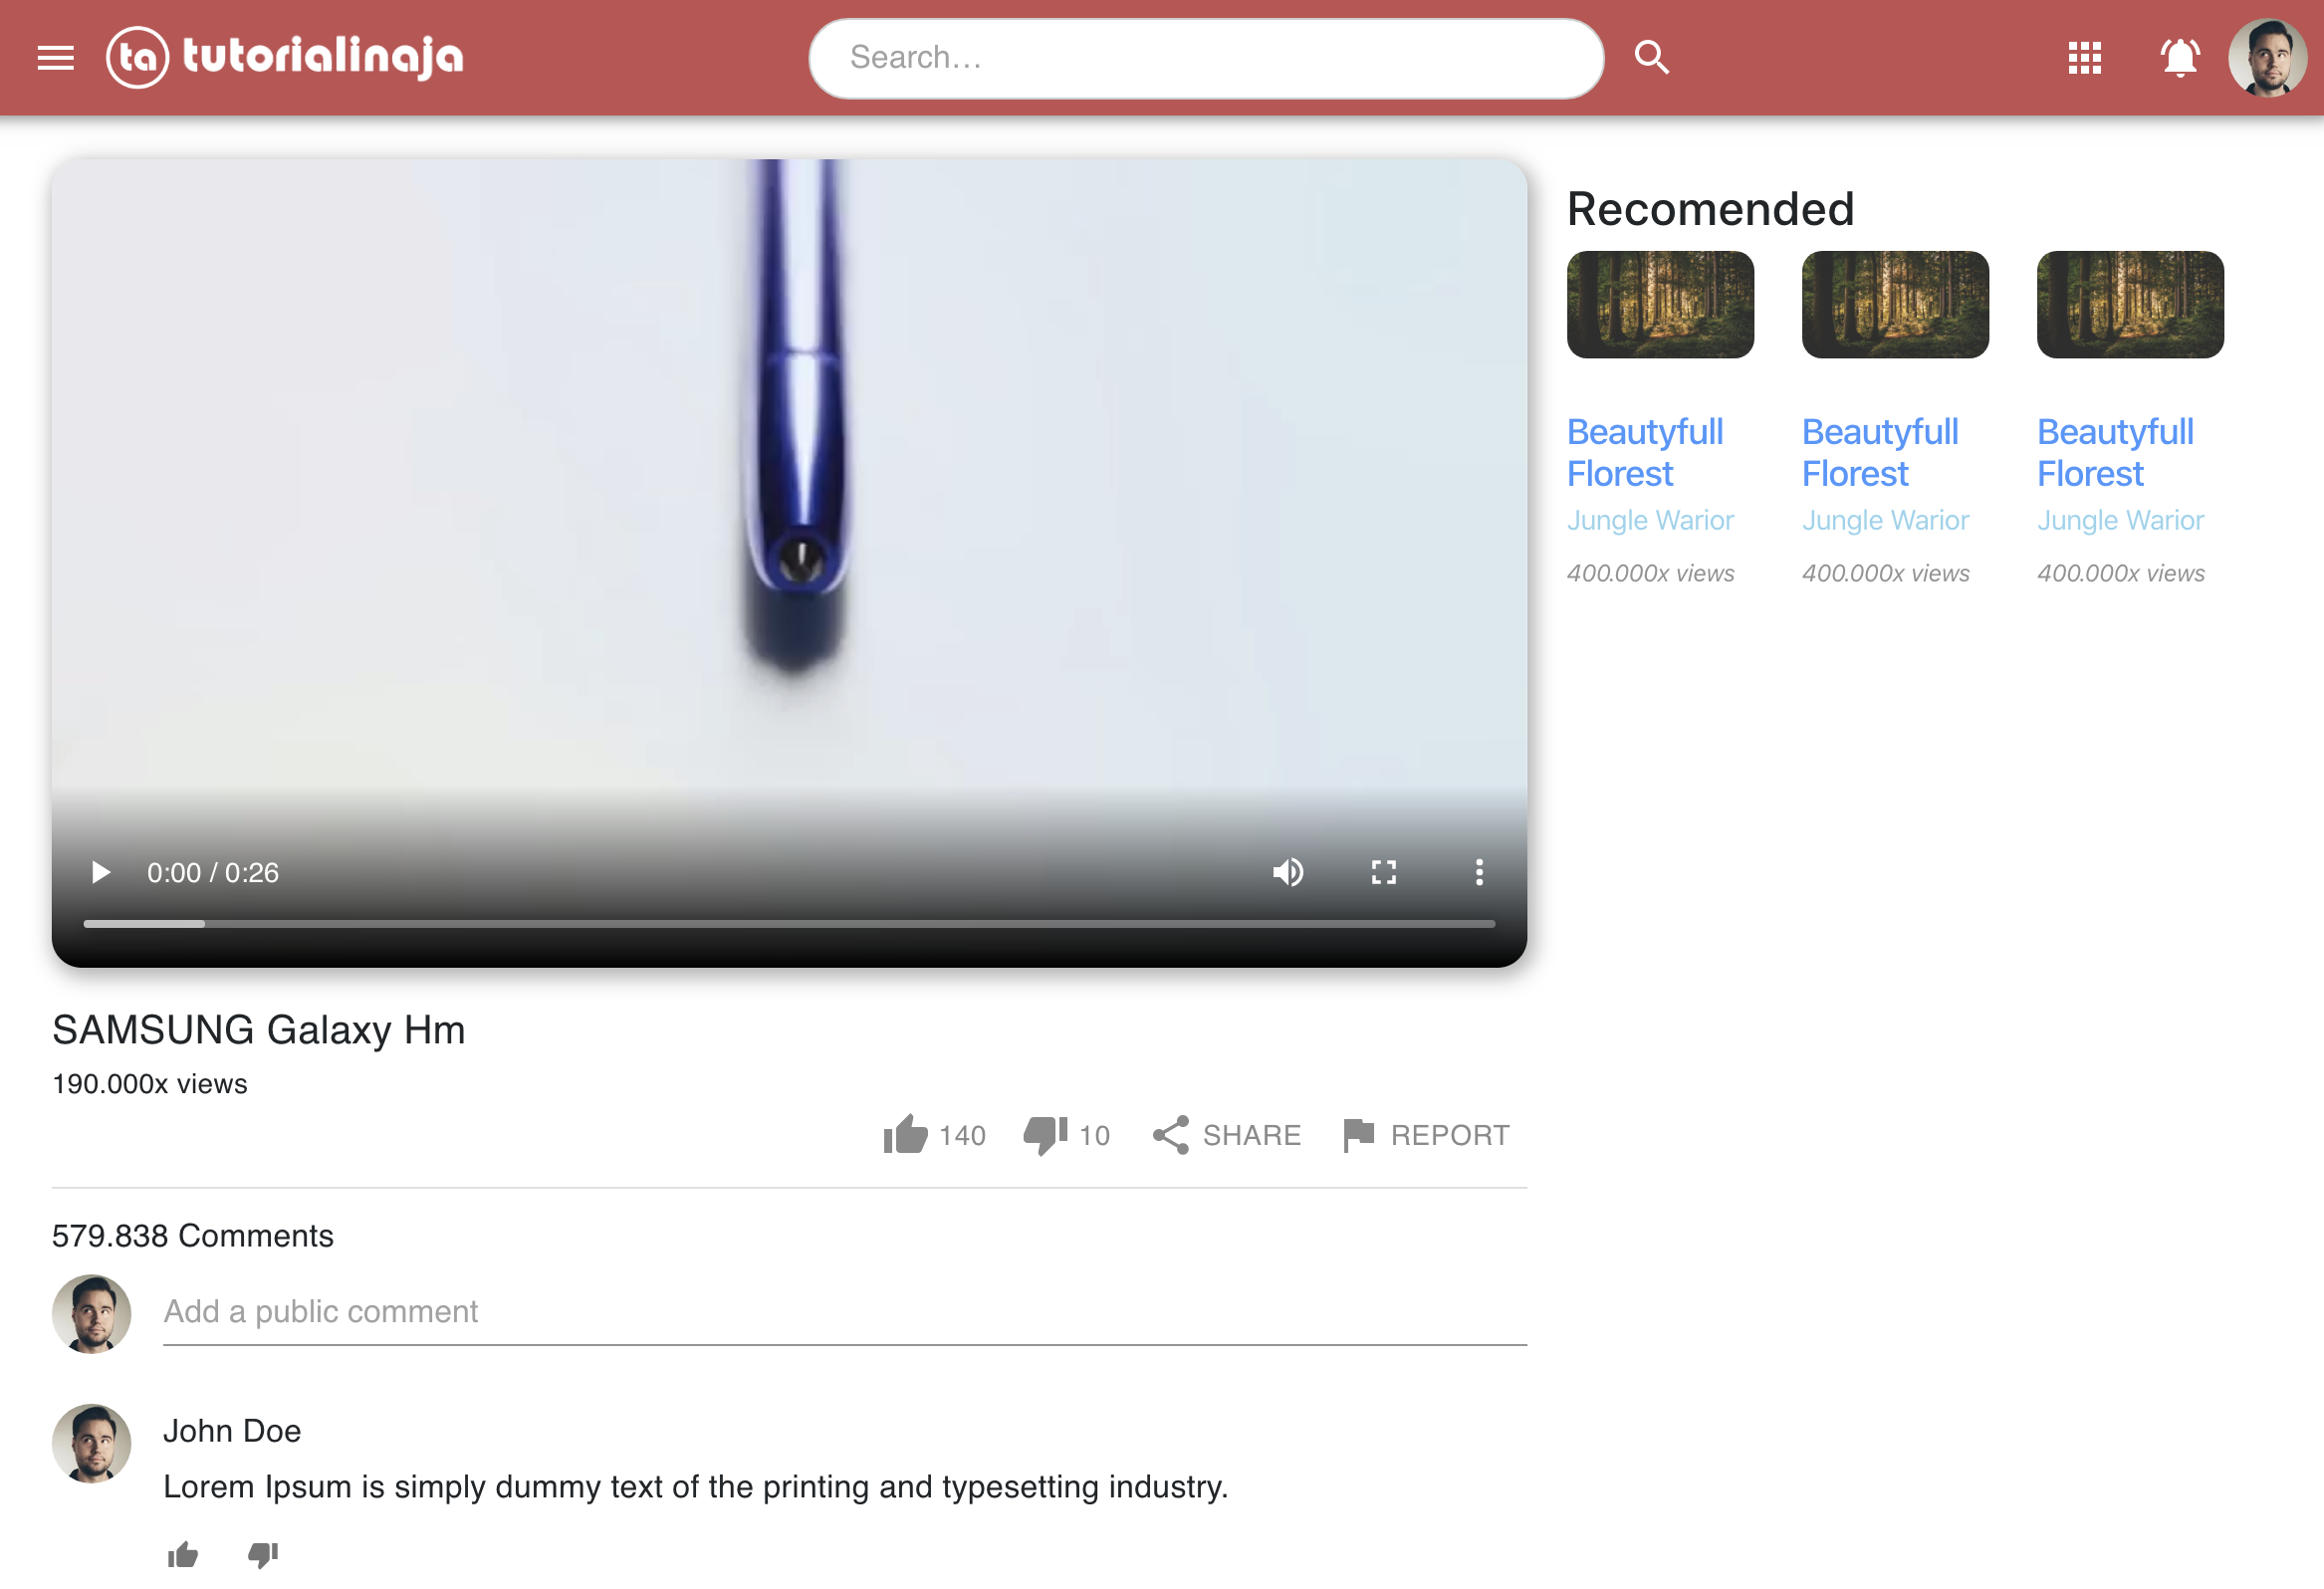 ta tutorialinaja
Search...
Recomended
Beautyfull Florest
Jungle Warior
400.000x views
Beautyfull Florest
Jungle Warior
400.000x views
Beautyfull Florest
Jungle Warior
400.000x views
0:00 / 0:26
SAMSUNG Galaxy Hm
190.000x views
140
10
SHARE
REPORT
579.838 Comments
Add a public comment
John Doe
Lorem Ipsum is simply dummy text of the printing and typesetting industry.